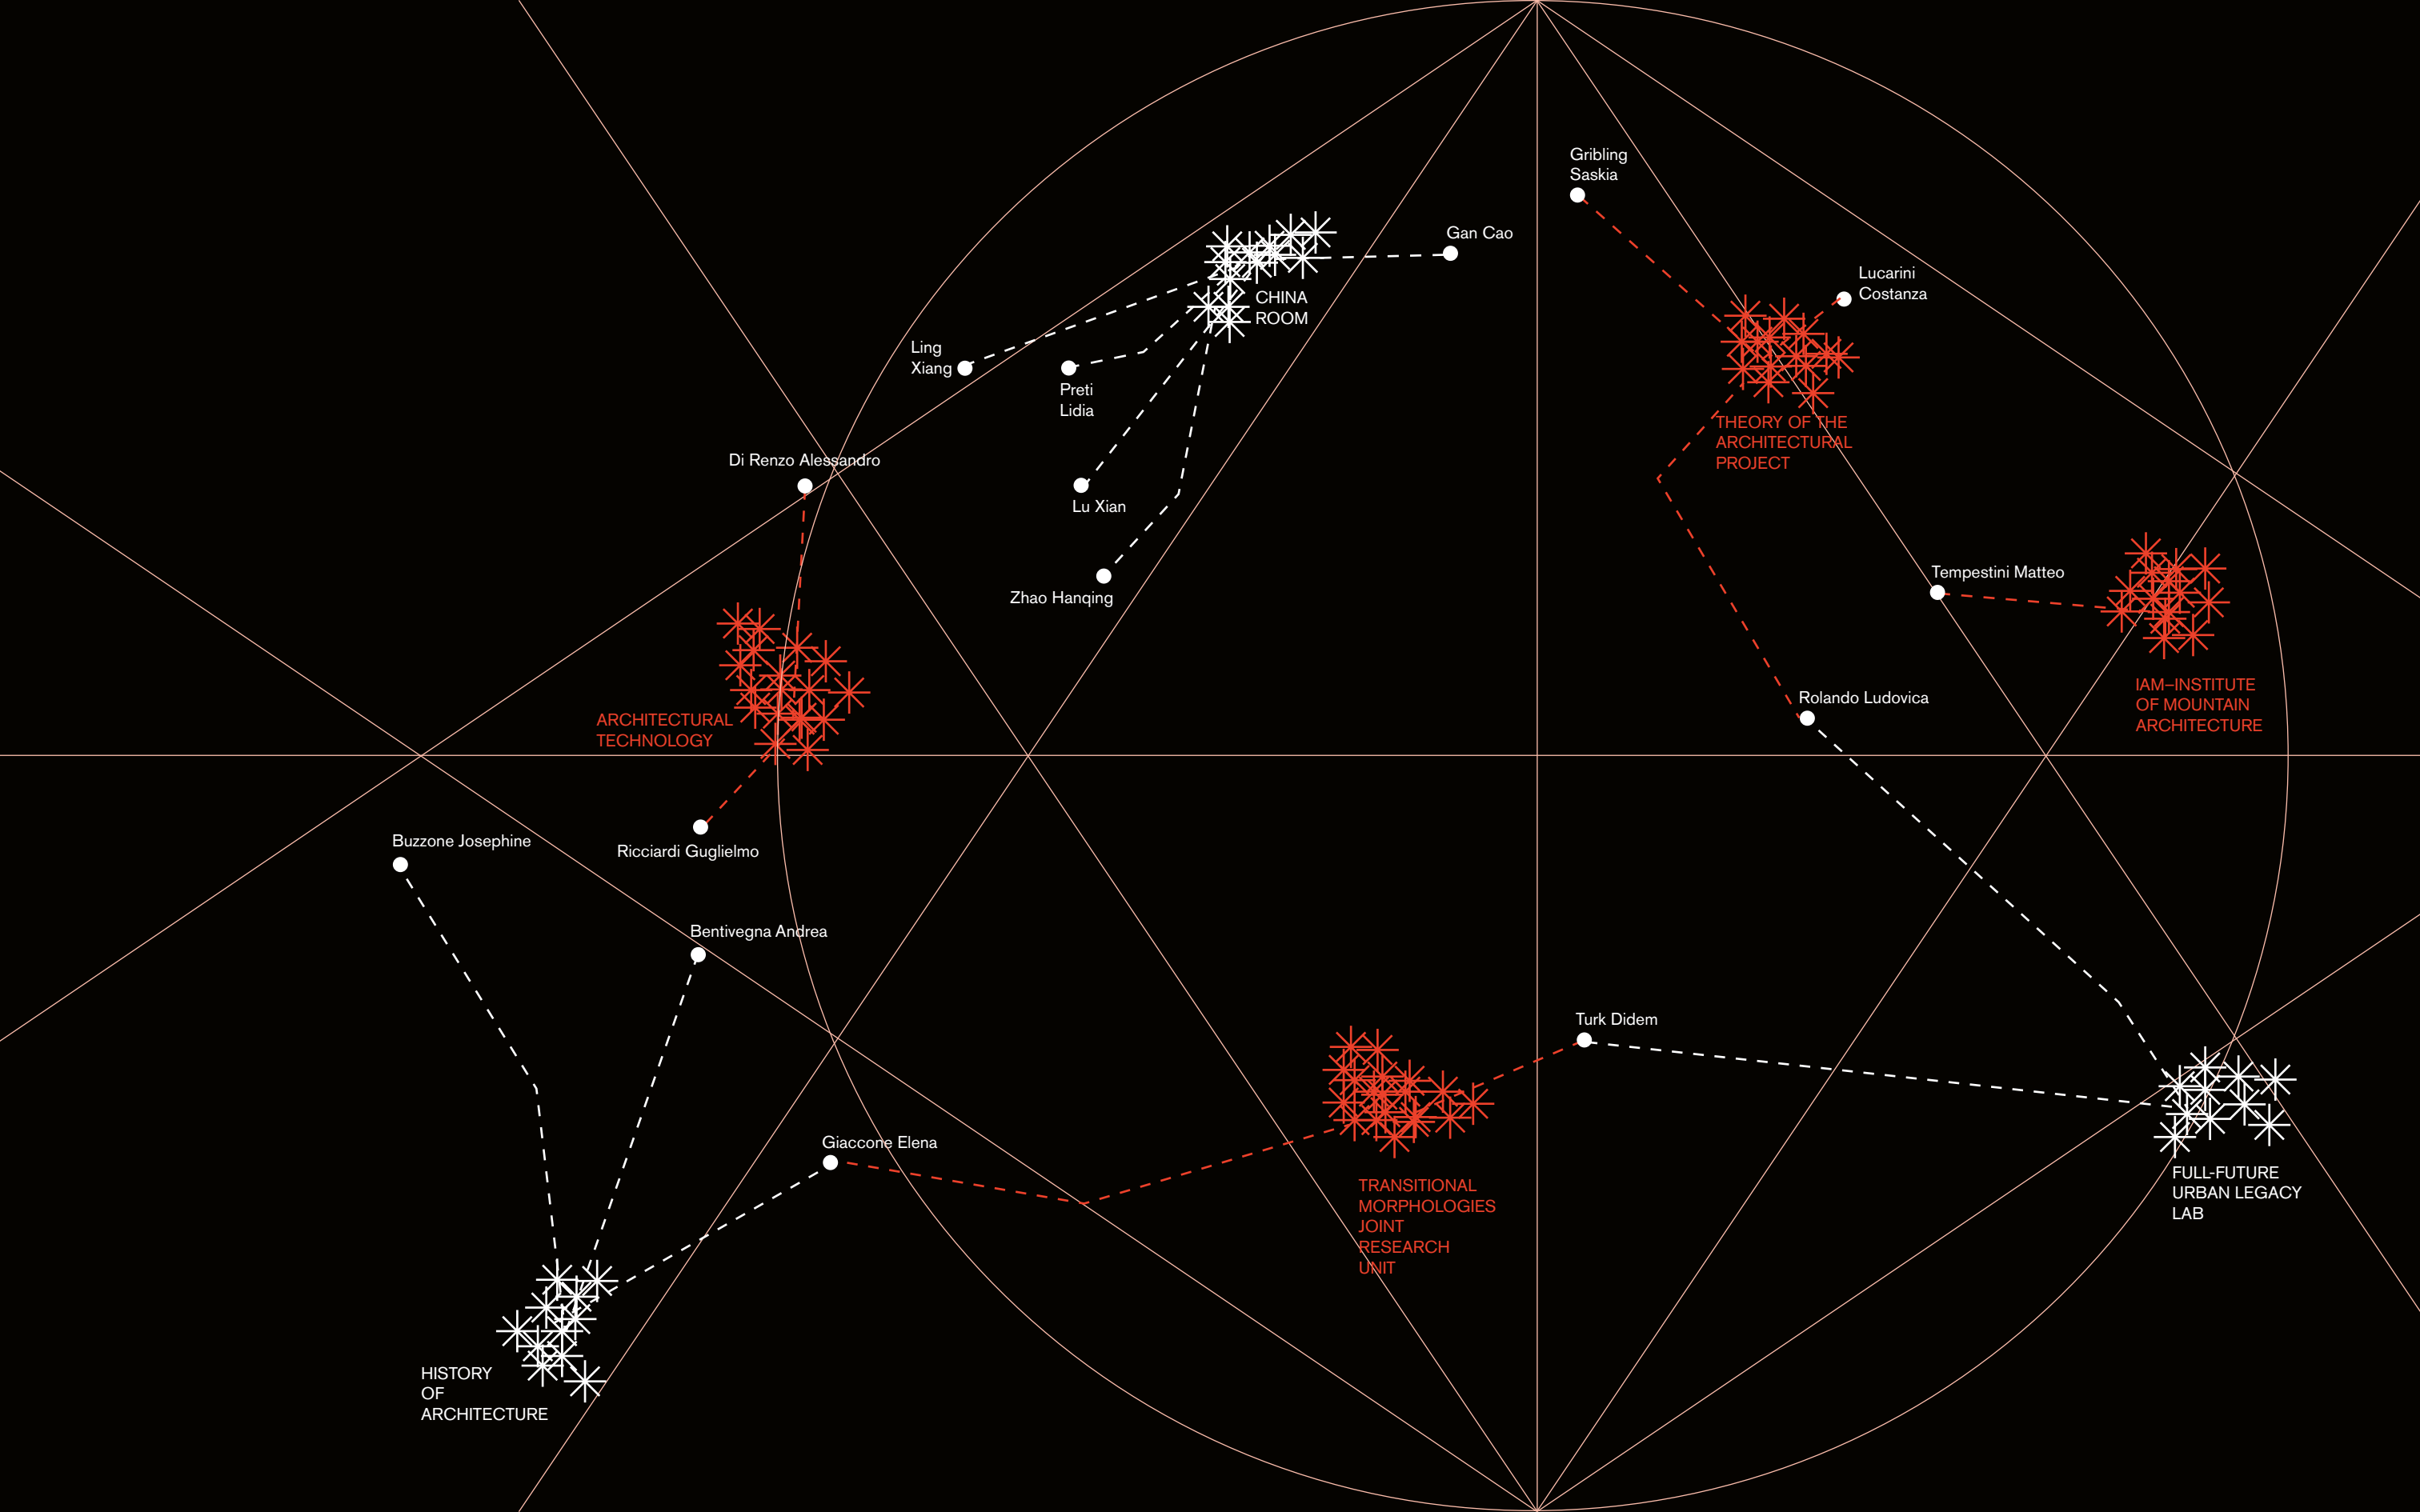 Gribling
Saskia
Gan Cao
Lucarini
Costanza
CHINA
ROOM
Ling
Xiang
Preti
Lidia
THEORY OF THE
ARCHITECTURAL
PROJECT
Di Renzo Alessandro
Lu Xian
Tempestini Matteo
Zhao Hanqing
IAM–INSTITUTE
OF MOUNTAIN
ARCHITECTURE
Rolando Ludovica
ARCHITECTURAL
TECHNOLOGY
Buzzone Josephine
Ricciardi Guglielmo
Bentivegna Andrea
Turk Didem
Giaccone Elena
FULL-FUTURE
URBAN LEGACY
LAB
TRANSITIONAL
MORPHOLOGIES
JOINT
RESEARCH
UNIT
HISTORY
OF
ARCHITECTURE